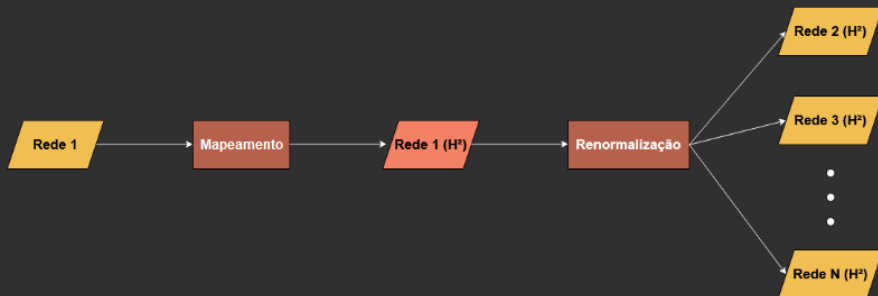 Rede 1
Mapeamento
Rede 1 (H²)
Renormalização
Rede 2 (H²)
Rede 3 (H²)
Rede N (H²)